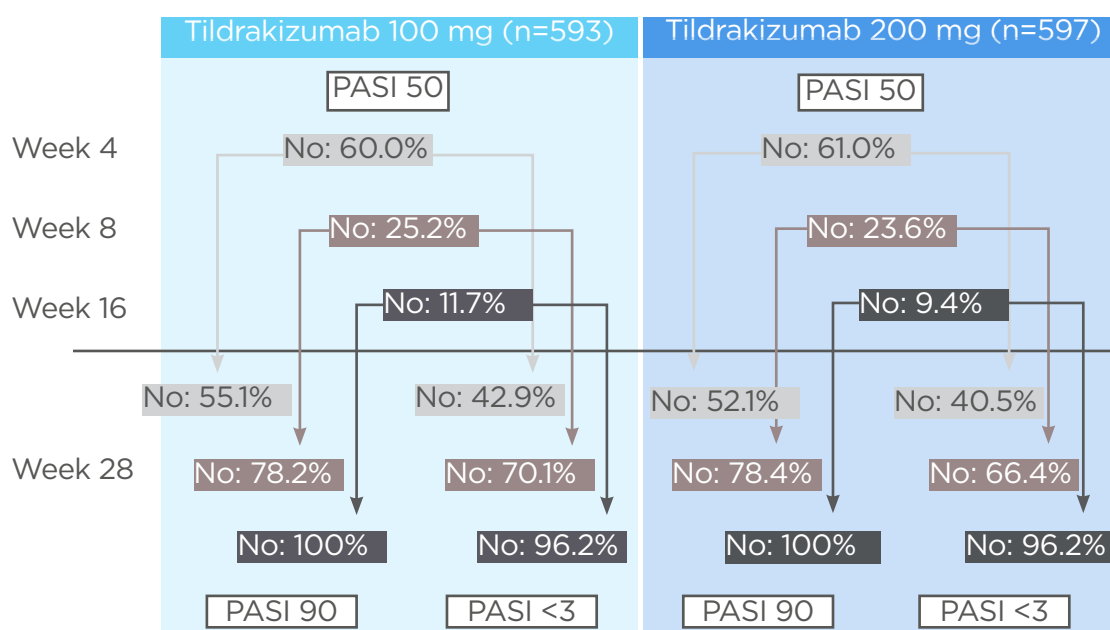 Tildrakizumab 100 mg (n=593) Tildrakizumab 200 mg (n=597)
PASI 50 PASI 50
Week 4 No: 60.0% No: 61.0%
Week 8 No: 25.2% No: 23.6%
Week 16 No: 11.7% No: 9.4%
No: 55.1% No: 42.9% No: 52.1% No: 40.5%
Week 28 No: 78.2% No: 70.1% No: 78.4% No: 66.4%
No: 100% No: 96.2% No: 100% No: 96.2%
PASI 90 PASI <3 PASI 90 PASI <3